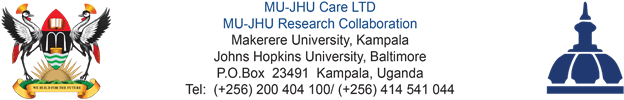 MU-JHU Care LTD
MU-JHU Research Collaboration
Makerere University, Kampala
Johns Hopkins University, Baltimore
P.O.Box 23491 Kampala, Uganda
Tel: (+256) 200 404 100/ (+256) 414 541 044
WE BUILD FOR THE FUTURE